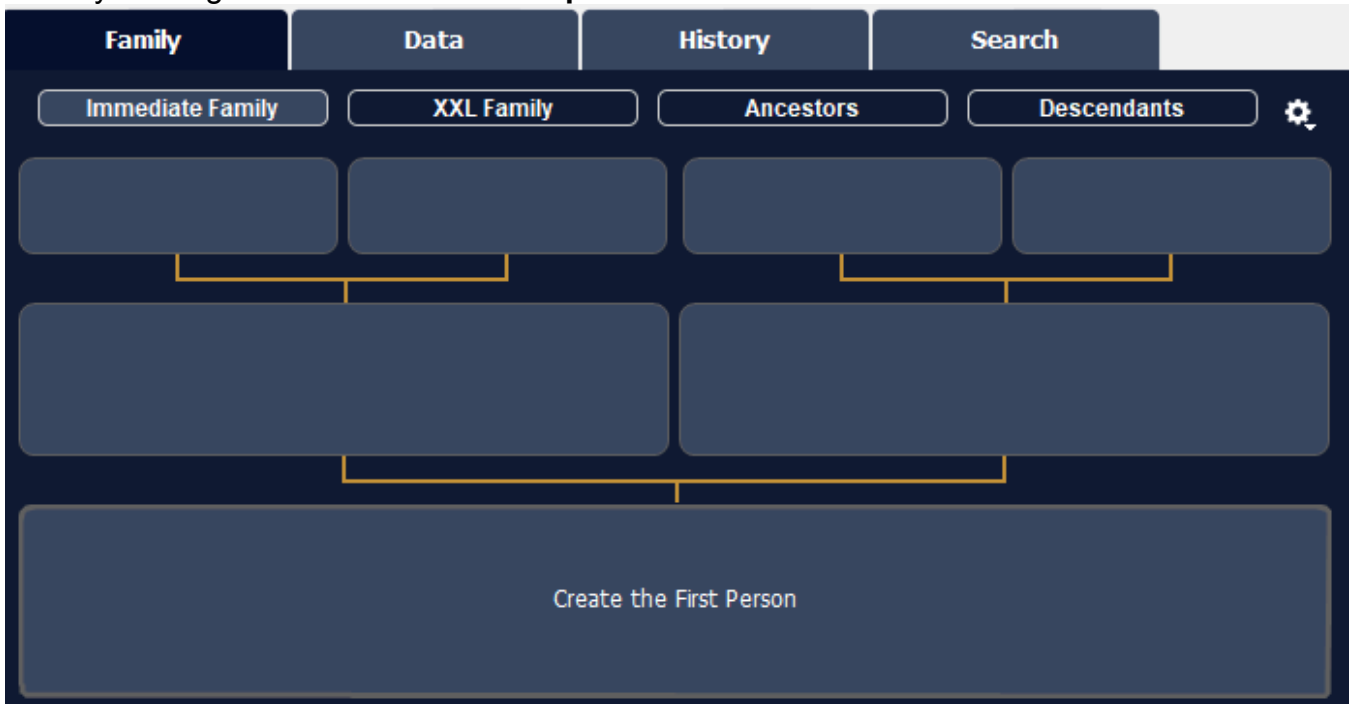 Family Data History Search
Immediate Family XXL Family Ancestors Descendants
Create the First Person